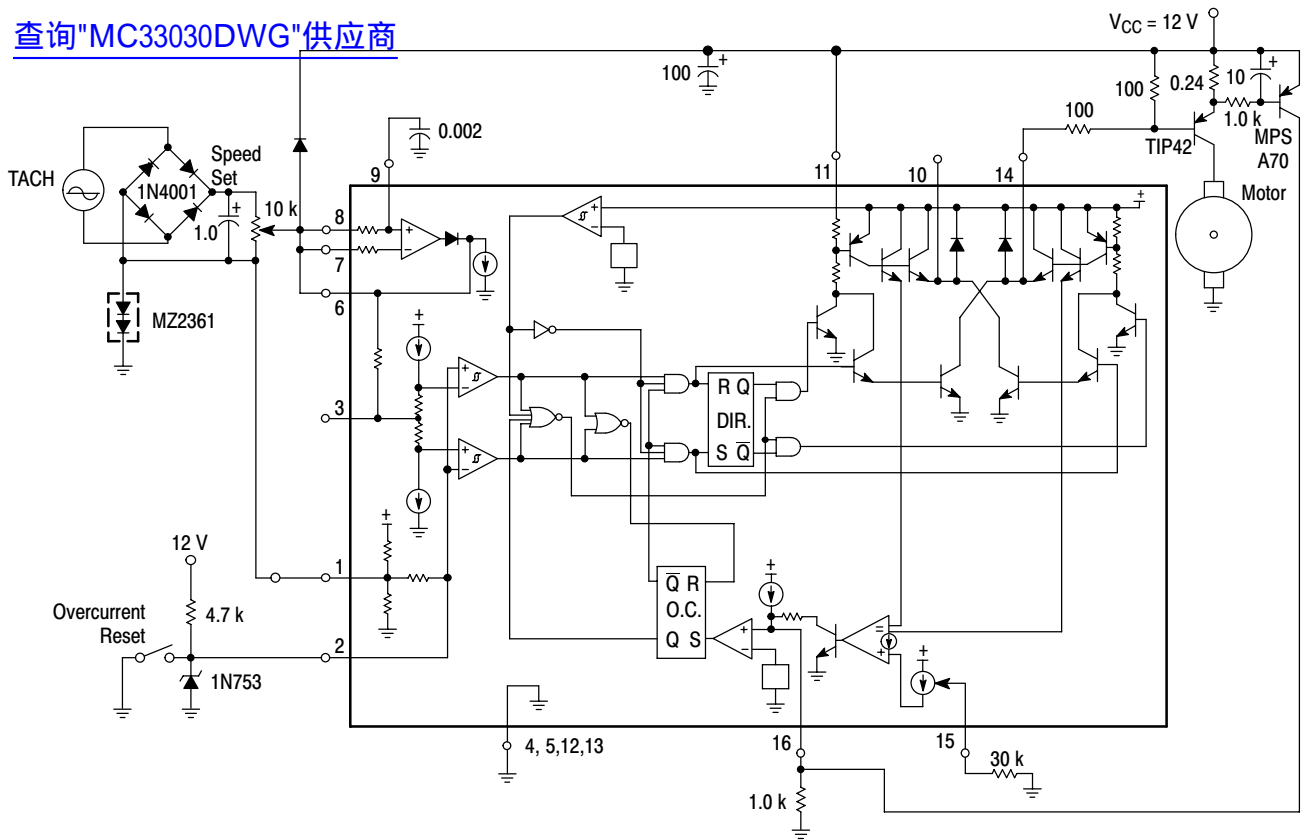 查询"MC33030DWG"供应商
V_CC = 12 V
100
+
100
0.24
10
+
100
1.0 k
TIP42
MPS
A70
Motor
0.002
TACH
1N4001
Speed
Set
+
1.0
10 k
9
11
10
14
8
7
6
3
+
-
+
-
+
MZ2361
+
+
-
+
-
+
R Q
DIR.
S Q̅
12 V
4.7 k
Overcurrent
Reset
1N753
1
2
+
Q̅ R
O.C.
Q S
+
-
+
=
+
+
4, 5,12,13
16
15
1.0 k
30 k